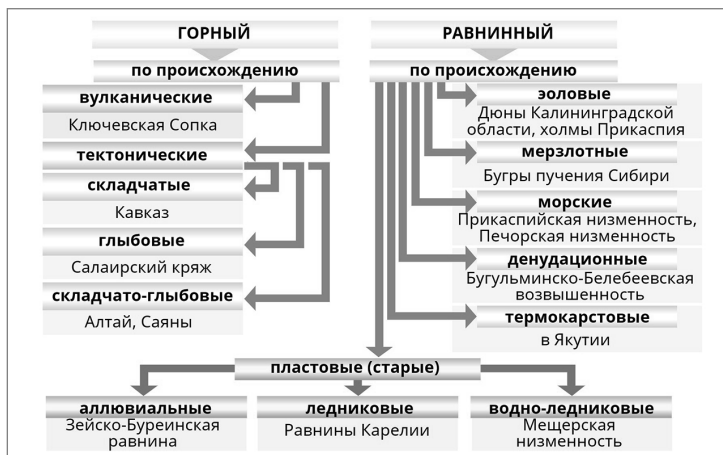 ГОРНЫЙ
по происхождению
вулканические
Ключевская Сопка
тектонические
складчатые
Кавказ
глыбовые
Салаирский кряж
складчато-глыбовые
Алтай, Саяны
РАВНИННЫЙ
по происхождению
эоловые
Дюны Калининградской
области, холмы Прикаспия
мерзлотные
Бугры пучения Сибири
морские
Прикаспийская низменность,
Печорская низменность
денудационные
Бугульминско-Белебеевская
возвышенность
термокарстовые
в Якутии
пластовые (старые)
аллювиальные
Зейско-Буреинская
равнина
ледниковые
Равнины Карелии
водно-ледниковые
Мещерская
низменность